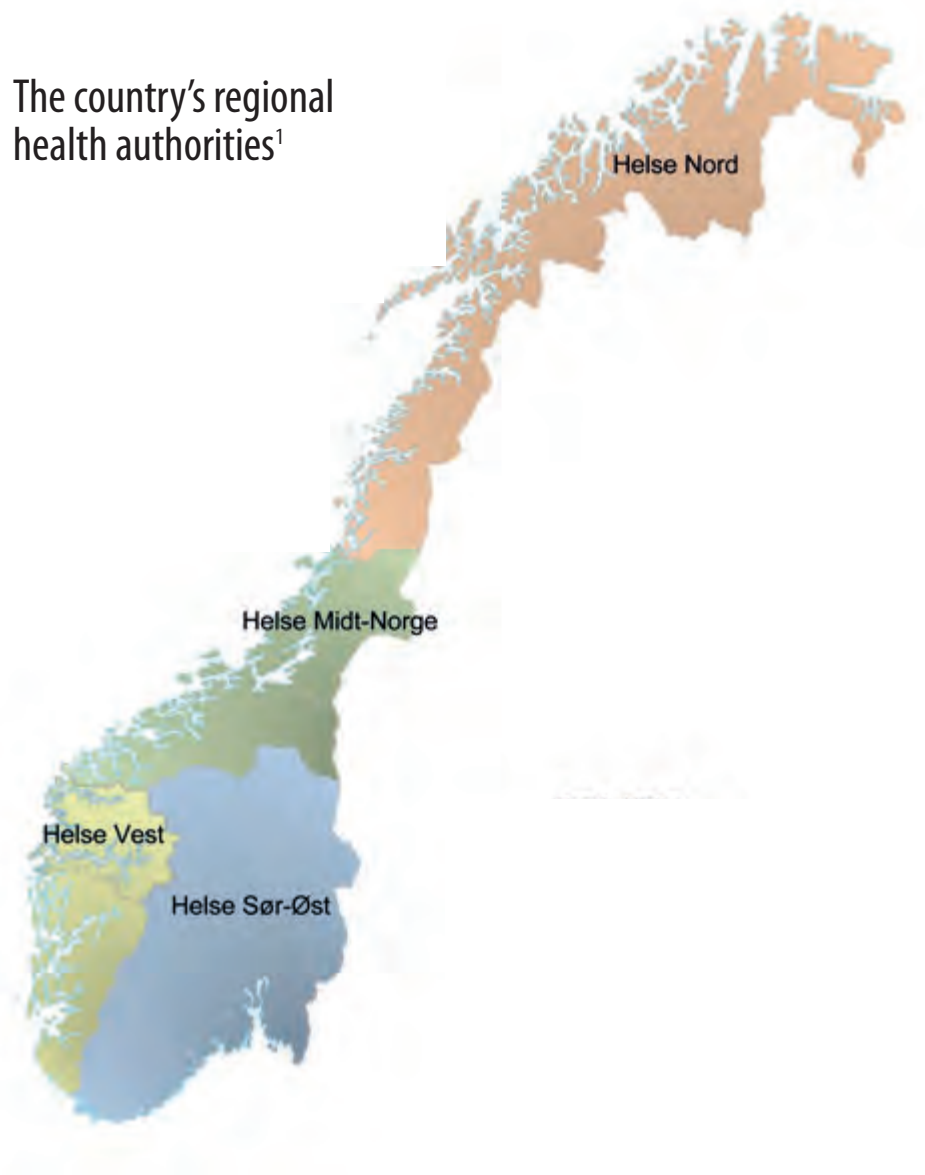 The country's regional
health authorities¹
Helse Nord
Helse Midt-Norge
Helse Vest
Helse Sør-Øst